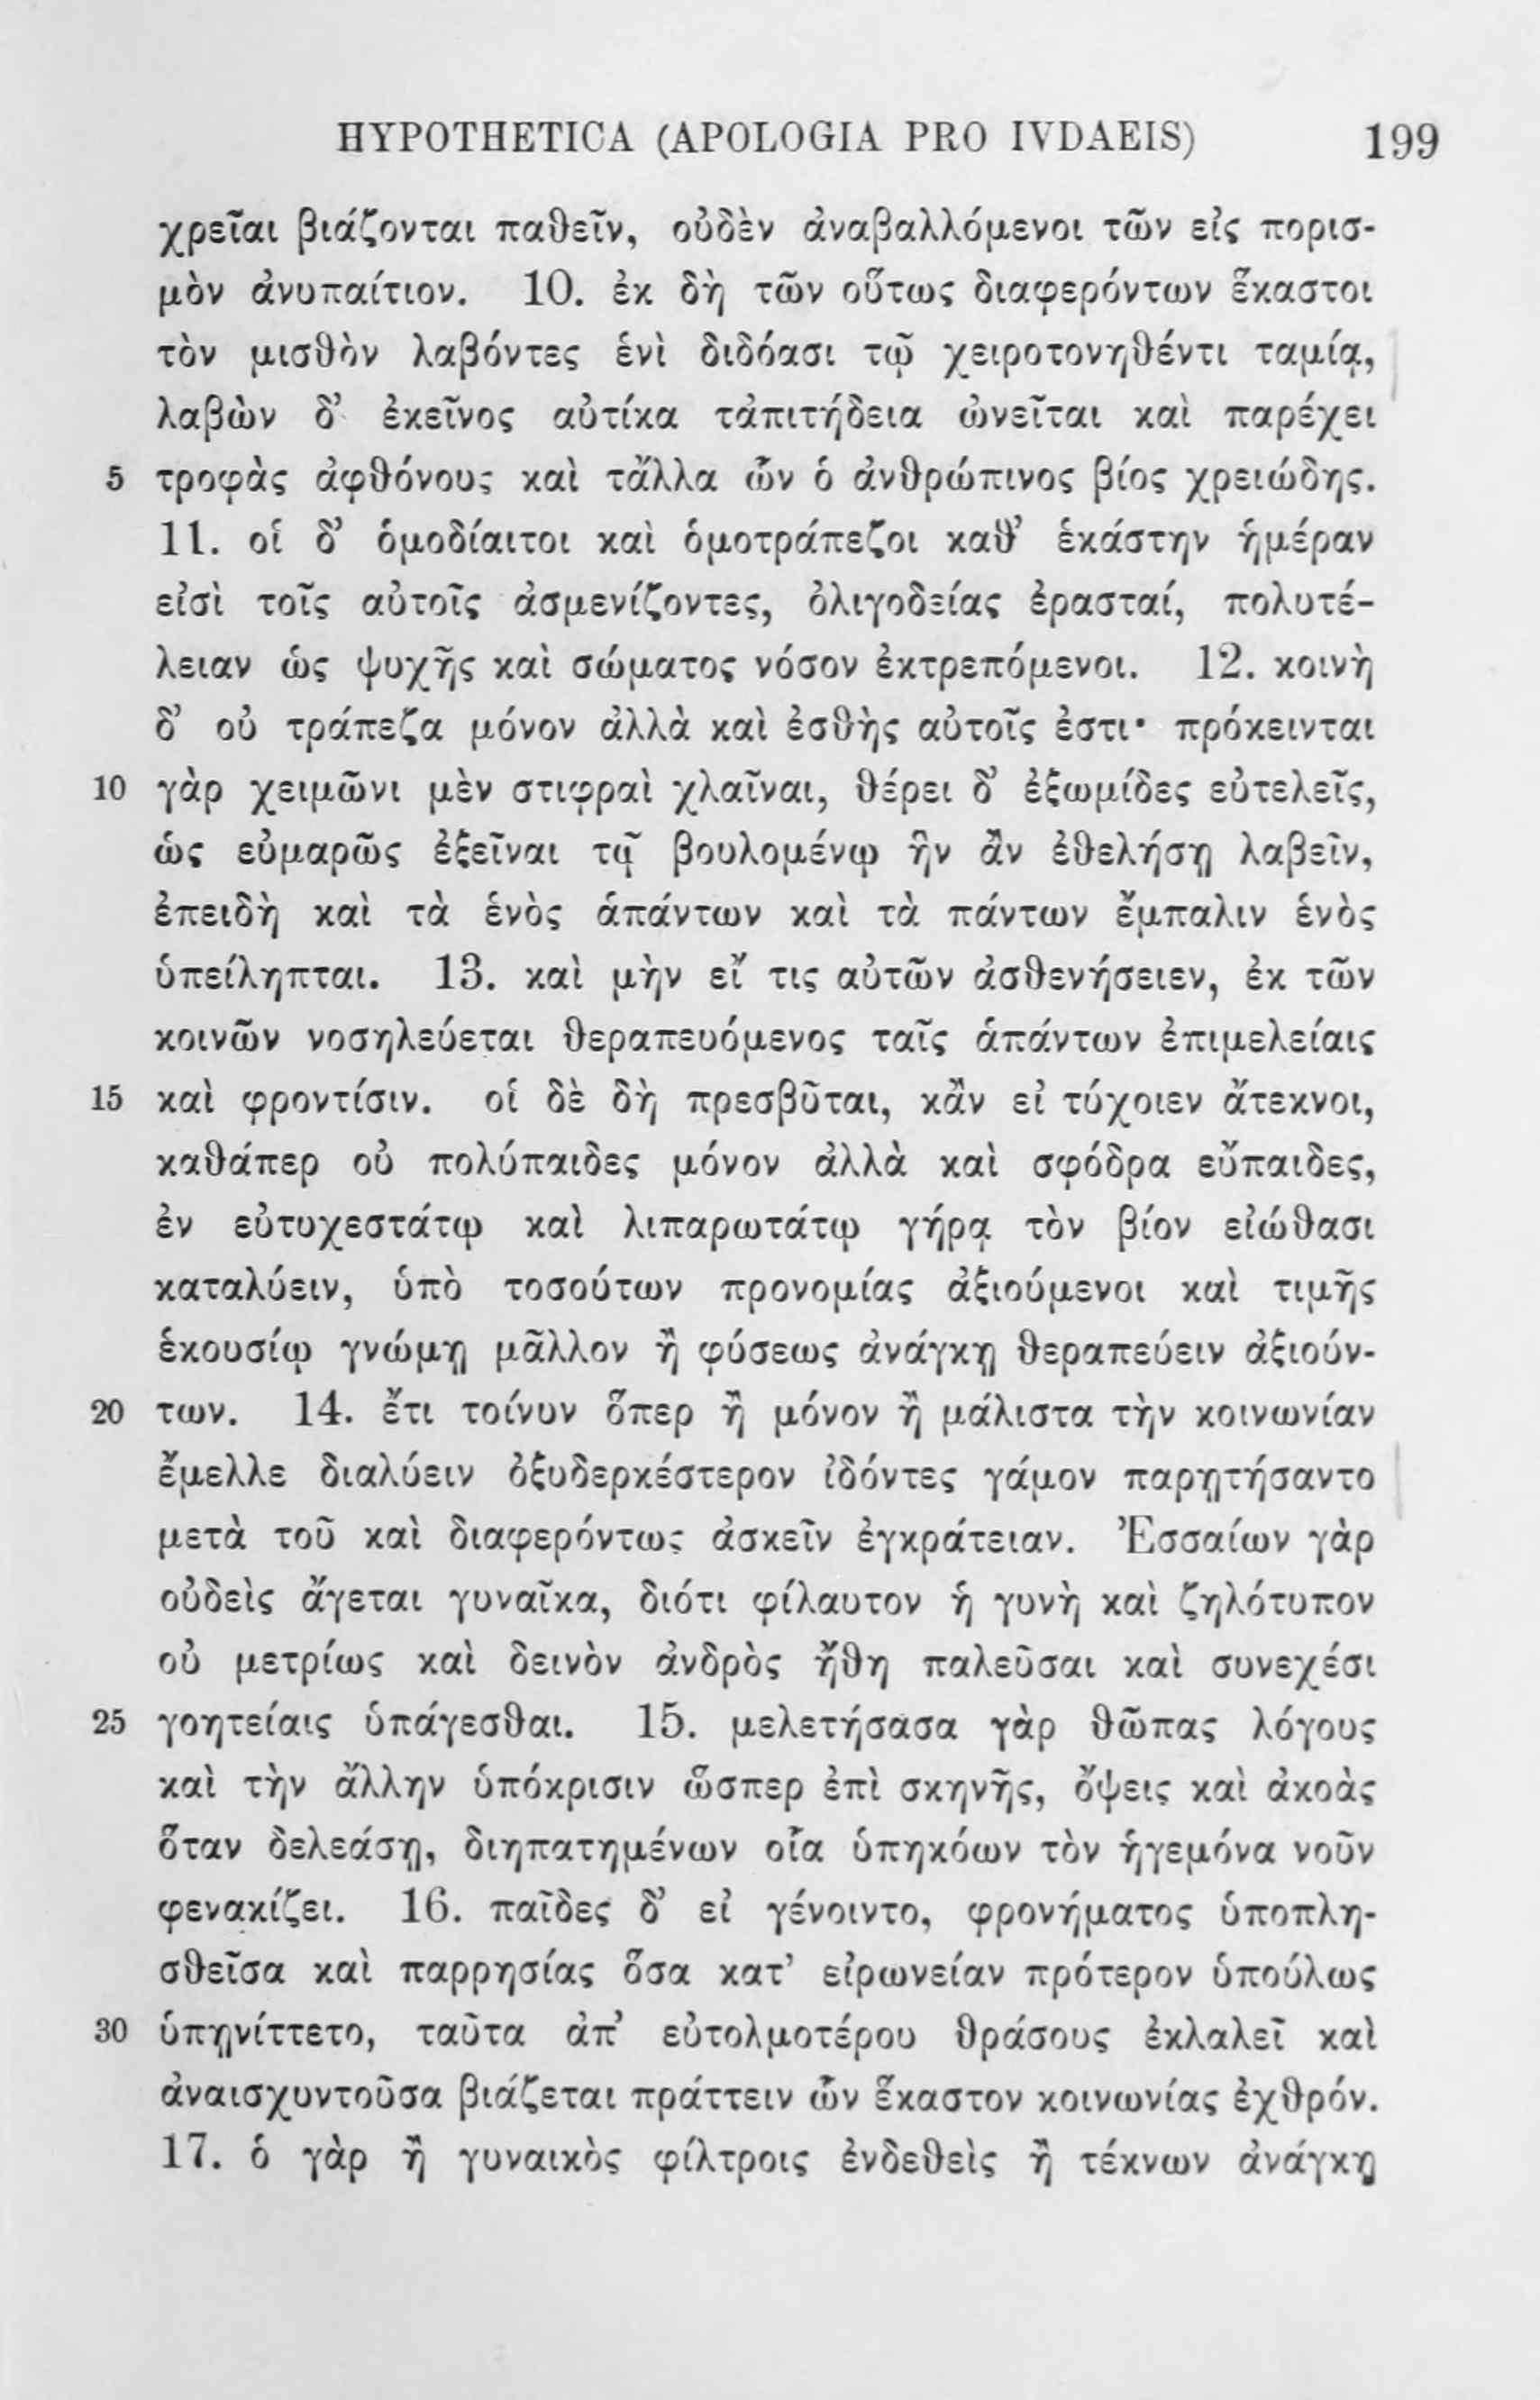 HYPOTHETICA (APOLOGIA PRO IVDAEIS) 199
χρεῖαι βιάζονται παθεῖν, οὐδὲν ἀναβαλλόμενοι τῶν εἰς πορισ-
μὸν ἀνυπαίτιον. 10. ἐκ δὴ τῶν οὕτως διαφερόντων ἕκαστοι
τὸν μισθὸν λαβόντες ἑνὶ διδόασι τῷ χειροτονηθέντι ταμίᾳ,
λαβὼν δ’ ἐκεῖνος αὐτίκα τἀπιτήδεια ὠνεῖται καὶ παρέχει
5 τροφὰς ἀφθόνους καὶ τἄλλα ὧν ὁ ἀνθρώπινος βίος χρειώδης.
11. οἱ δ’ ὁμοδίαιτοι καὶ ὁμοτράπεζοι καθ’ ἑκάστην ἡμέραν
εἰσὶ τοῖς αὐτοῖς ἀσμενίζοντες, ὀλιγοδείας ἐρασταί, πολυτέ-
λειαν ὡς ψυχῆς καὶ σώματος νόσον ἐκτρεπόμενοι. 12. κοινὴ
δ’ οὐ τράπεζα μόνον ἀλλὰ καὶ ἐσθὴς αὐτοῖς ἐστι· πρόκεινται
10 γὰρ χειμῶνι μὲν στιφραὶ χλαῖναι, θέρει δ’ ἐξωμίδες εὐτελεῖς,
ὡς εὐμαρῶς ἐξεῖναι τῷ βουλομένῳ ἣν ἂν ἐθελήσῃ λαβεῖν,
ἐπειδὴ καὶ τὰ ἑνὸς ἁπάντων καὶ τὰ πάντων ἔμπαλιν ἑνὸς
ὑπείληπται. 13. καὶ μὴν εἴ τις αὐτῶν ἀσθενήσειεν, ἐκ τῶν
κοινῶν νοσηλεύεται θεραπευόμενος ταῖς ἁπάντων ἐπιμελείαις
15 καὶ φροντίσιν. οἱ δὲ δὴ πρεσβῦται, κἂν εἰ τύχοιεν ἄτεκνοι,
καθάπερ οὐ πολύπαιδες μόνον ἀλλὰ καὶ σφόδρα εὔπαιδες,
ἐν εὐτυχεστάτῳ καὶ λιπαρωτάτῳ γήρᾳ τὸν βίον εἰώθασι
καταλύειν, ὑπὸ τοσούτων προνομίας ἀξιούμενοι καὶ τιμῆς
ἑκουσίῳ γνώμῃ μᾶλλον ἢ φύσεως ἀνάγκῃ θεραπεύειν ἀξιούν-
20 των. 14. ἔτι τοίνυν ὅπερ ἢ μόνον ἢ μάλιστα τὴν κοινωνίαν
ἔμελλε διαλύειν ὀξυδερκέστερον ἰδόντες γάμον παρῃτήσαντο
μετὰ τοῦ καὶ διαφερόντως ἀσκεῖν ἐγκράτειαν. Ἐσσαίων γὰρ
οὐδεὶς ἄγεται γυναῖκα, διότι φίλαυτον ἡ γυνὴ καὶ ζηλότυπον
οὐ μετρίως καὶ δεινὸν ἀνδρὸς ἤθη παλεῦσαι καὶ συνεχέσι
25 γοητείαις ὑπάγεσθαι. 15. μελετήσασα γὰρ θῶπας λόγους
καὶ τὴν ἄλλην ὑπόκρισιν ὥσπερ ἐπὶ σκηνῆς, ὄψεις καὶ ἀκοὰς
ὅταν δελεάσῃ, διηπατημένων οἷα ὑπηκόων τὸν ἡγεμόνα νοῦν
φενακίζει. 16. παῖδες δ’ εἰ γένοιντο, φρονήματος ὑποπλη-
σθεῖσα καὶ παρρησίας ὅσα κατ’ εἰρωνείαν πρότερον ὑπούλως
30 ὑπῃνίττετο, ταῦτα ἀπ’ εὐτολμοτέρου θράσους ἐκλαλεῖ καὶ
ἀναισχυντοῦσα βιάζεται πράττειν ὧν ἕκαστον κοινωνίας ἐχθρόν.
17. ὁ γὰρ ἢ γυναικὸς φίλτροις ἐνδεθεὶς ἢ τέκνων ἀνάγκῃ